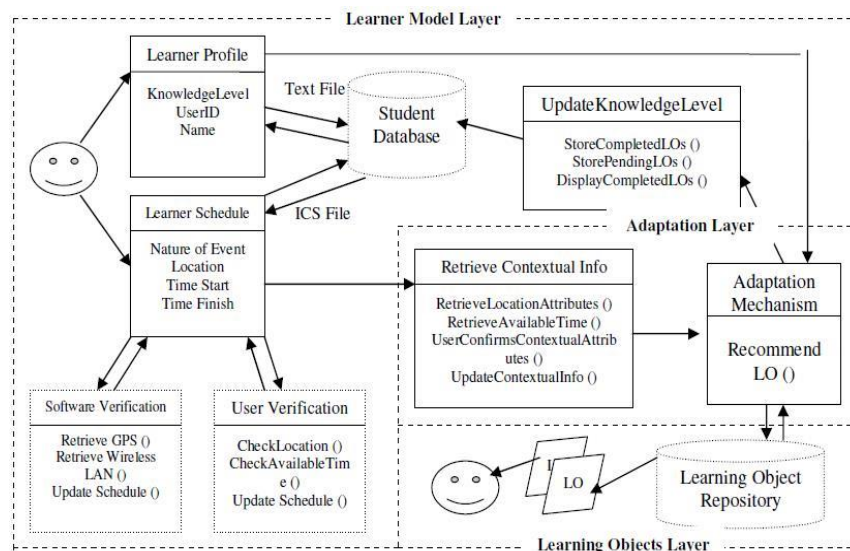 Learner Model Layer
Learner Profile
KnowledgeLevel
UserID
Name
Text File
Student
Database
UpdateKnowledgeLevel
StoreCompletedLOs ()
StorePendingLOs ()
DisplayCompletedLOs ()
Learner Schedule
Nature of Event
Location
Time Start
Time Finish
ICS File
Adaptation Layer
Retrieve Contextual Info
RetrieveLocationAttributes ()
RetrieveAvailableTime ()
UserConfirmsContextualAttrib
utes ()
UpdateContextualInfo ()
Adaptation
Mechanism
Recommend
LO ()
Software Verification
Retrieve GPS ()
Retrieve Wireless
LAN ()
Update Schedule ()
User Verification
CheckLocation ()
CheckAvailableTim
e ()
Update Schedule ()
LO
Learning Object
Repository
Learning Objects Layer